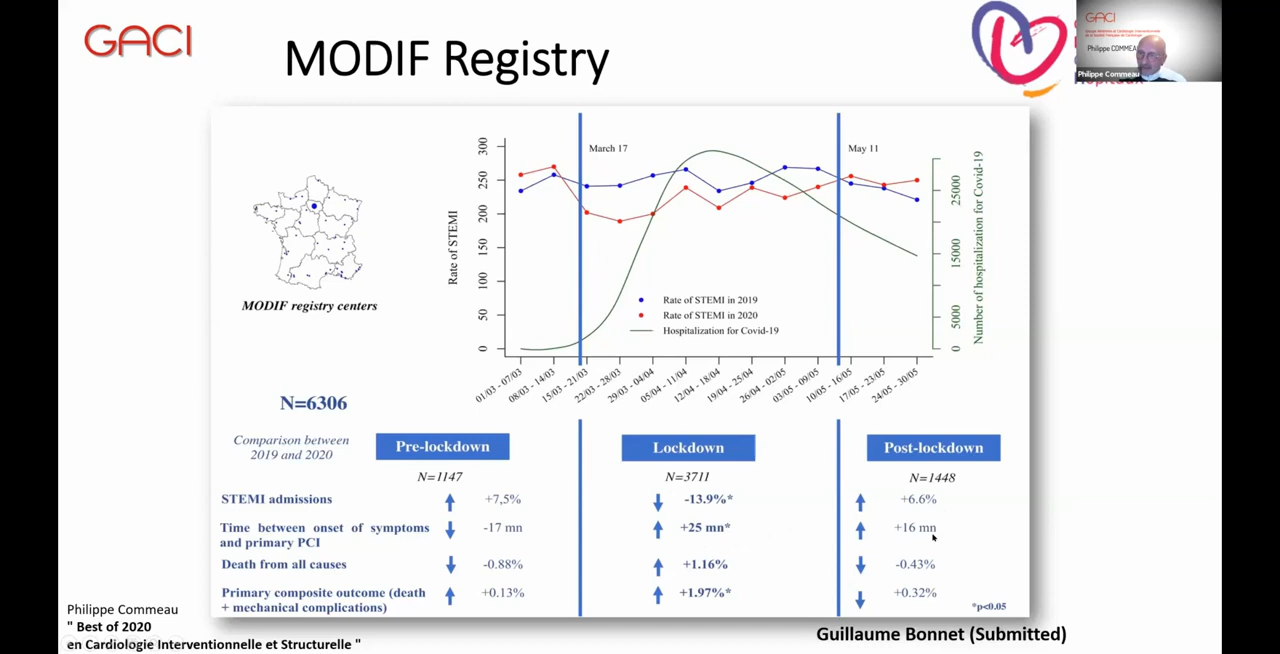 GACI
MODIF Registry
GACI
Philippe COMMEA
Philippe Commeau
MODIF registry centers
Rate of STEMI
300
250
200
150
100
50
0
March 17
May 11
Rate of STEMI in 2019
Rate of STEMI in 2020
Hospitalization for Covid-19
25000
15000
5000
0
Number of hospitalization for Covid-19
01/03 - 07/03
08/03 - 14/03
15/03 - 21/03
22/03 - 28/03
29/03 - 04/04
05/04 - 11/04
12/04 - 18/04
19/04 - 25/04
26/04 - 02/05
03/05 - 09/05
10/05 - 16/05
17/05 - 23/05
24/05 - 30/05
N=6306
Comparison between
2019 and 2020
Pre-lockdown
Lockdown
Post-lockdown
N=1147
N=3711
N=1448
STEMI admissions
+7,5%
-13.9%*
+6.6%
Time between onset of symptoms
and primary PCI
-17 mn
+25 mn*
+16 mn
Death from all causes
-0.88%
+1.16%
-0.43%
Primary composite outcome (death
+ mechanical complications)
+0.13%
+1.97%*
+0.32%
*p<0.05
Philippe Commeau
" Best of 2020
en Cardiologie Interventionnelle et Structurelle "
Guillaume Bonnet (Submitted)